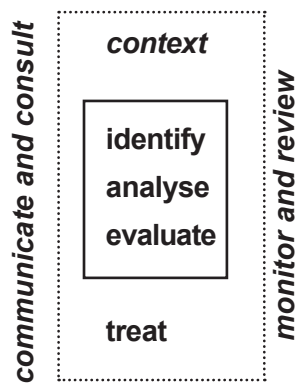 communicate and consult
context
identify
analyse
evaluate
treat
monitor and review